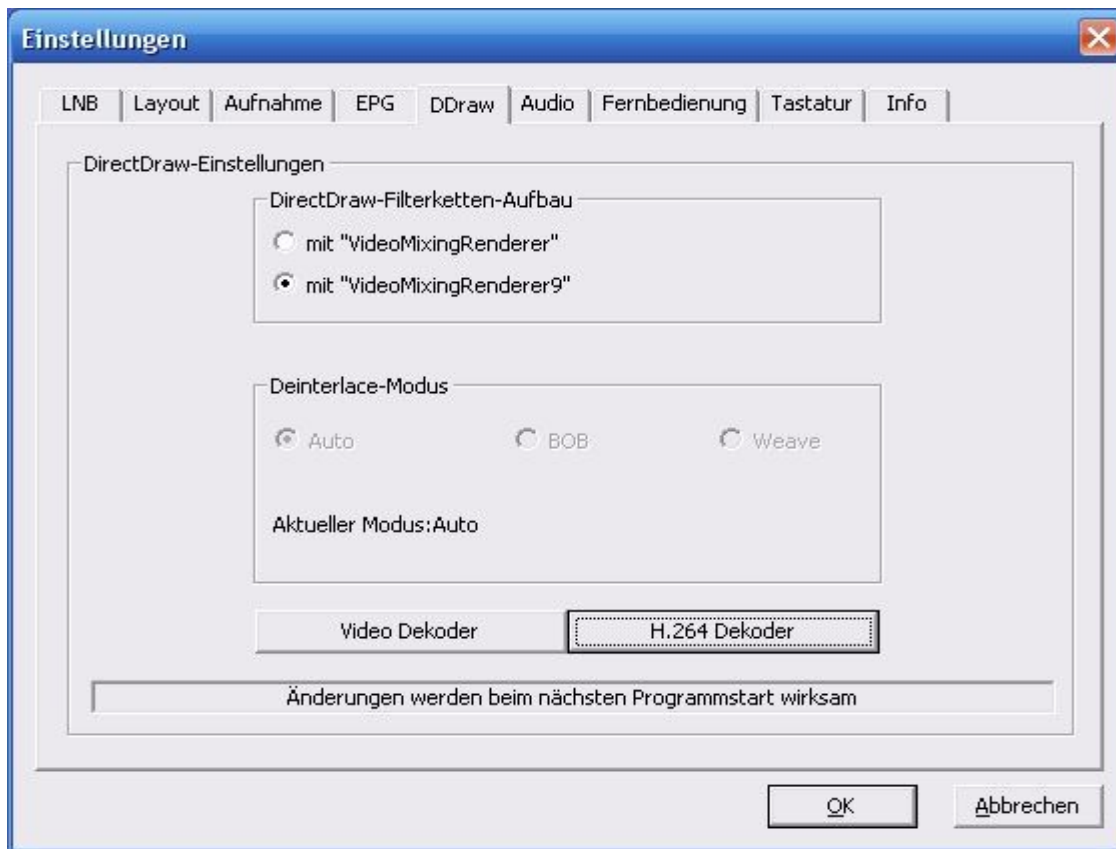 Einstellungen
LNB Layout Aufnahme EPG DDraw Audio Fernbedienung Tastatur Info
DirectDraw-Einstellungen
DirectDraw-Filterketten-Aufbau
mit "VideoMixingRenderer"
mit "VideoMixingRenderer9"
Deinterlace-Modus
Auto BOB Weave
Aktueller Modus:Auto
Video Dekoder H.264 Dekoder
Änderungen werden beim nächsten Programmstart wirksam
OK Abbrechen